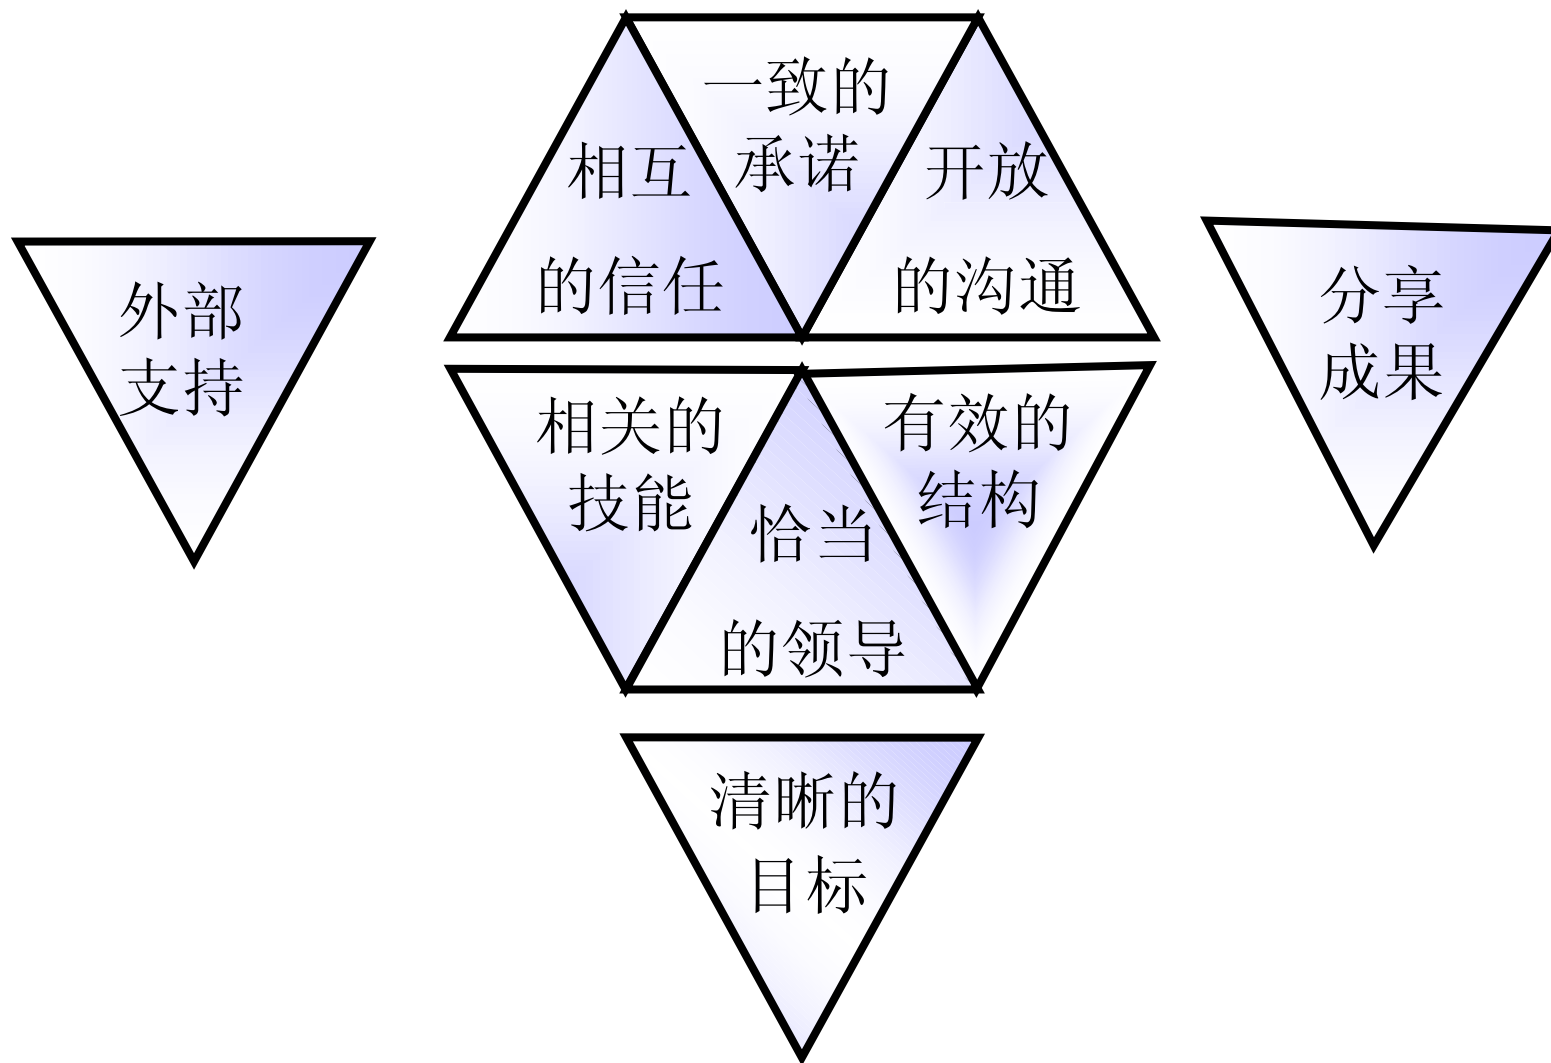 一致的
承诺
相互
的信任
开放
的沟通
外部
支持
分享
成果
相关的
技能
恰当
的领导
有效的
结构
清晰的
目标